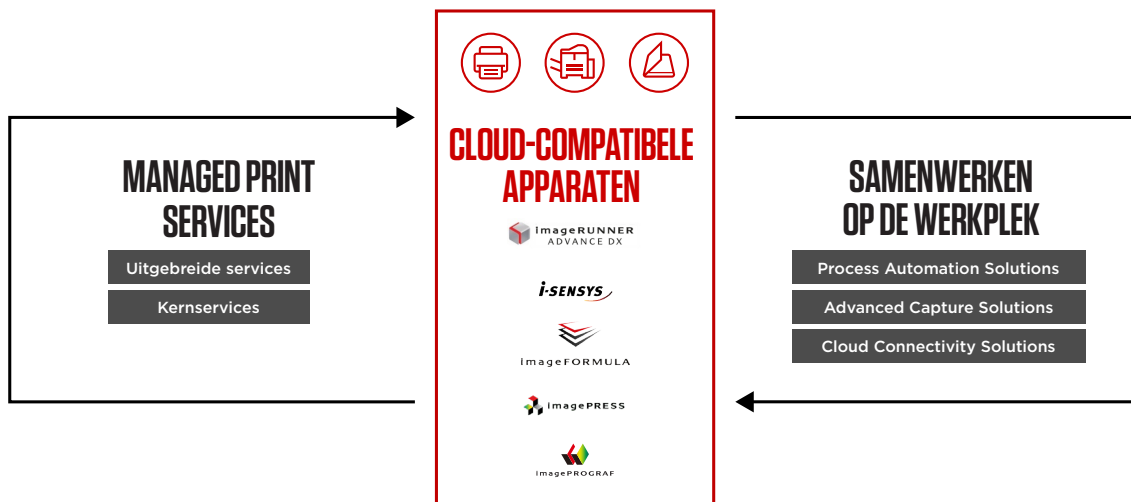 MANAGED PRINT
SERVICES
Uitgebreide services
Kernservices
CLOUD-COMPATIBELE
APPARATEN
imageRUNNER
ADVANCE DX
i-SENSYS
imageFORMULA
imagePRESS
imagePROGRAF
SAMENWERKEN
OP DE WERKPLEK
Process Automation Solutions
Advanced Capture Solutions
Cloud Connectivity Solutions